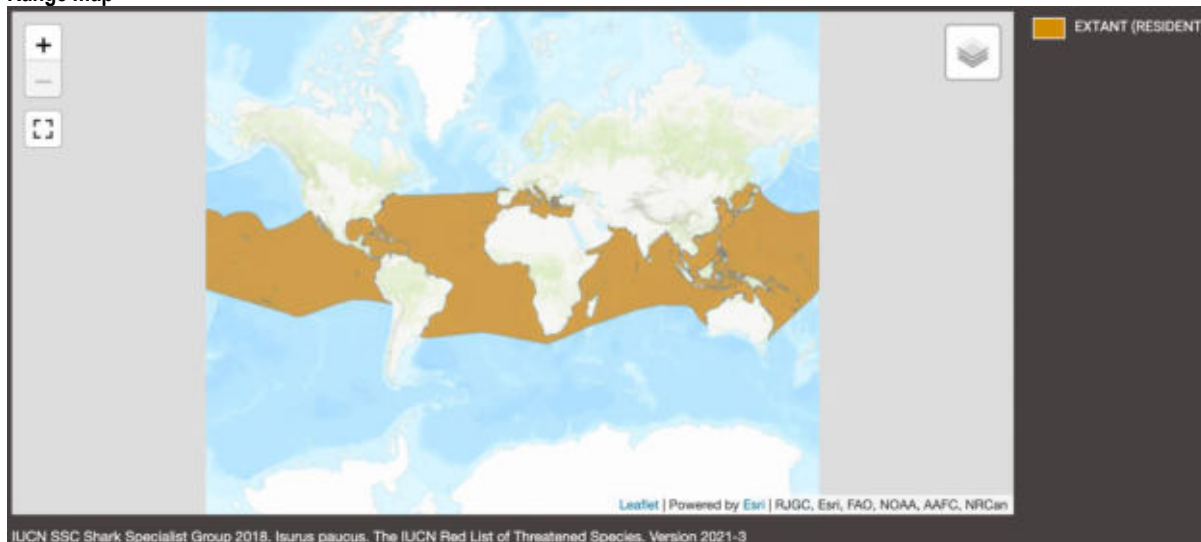 Range Map
+
−
EXTANT (RESIDENT
Leaflet | Powered by Esri | RJGC, Esri, FAO, NOAA, AAFC, NRCan
IUCN SSC Shark Specialist Group 2018. Isurus paucus. The IUCN Red List of Threatened Species. Version 2021-3